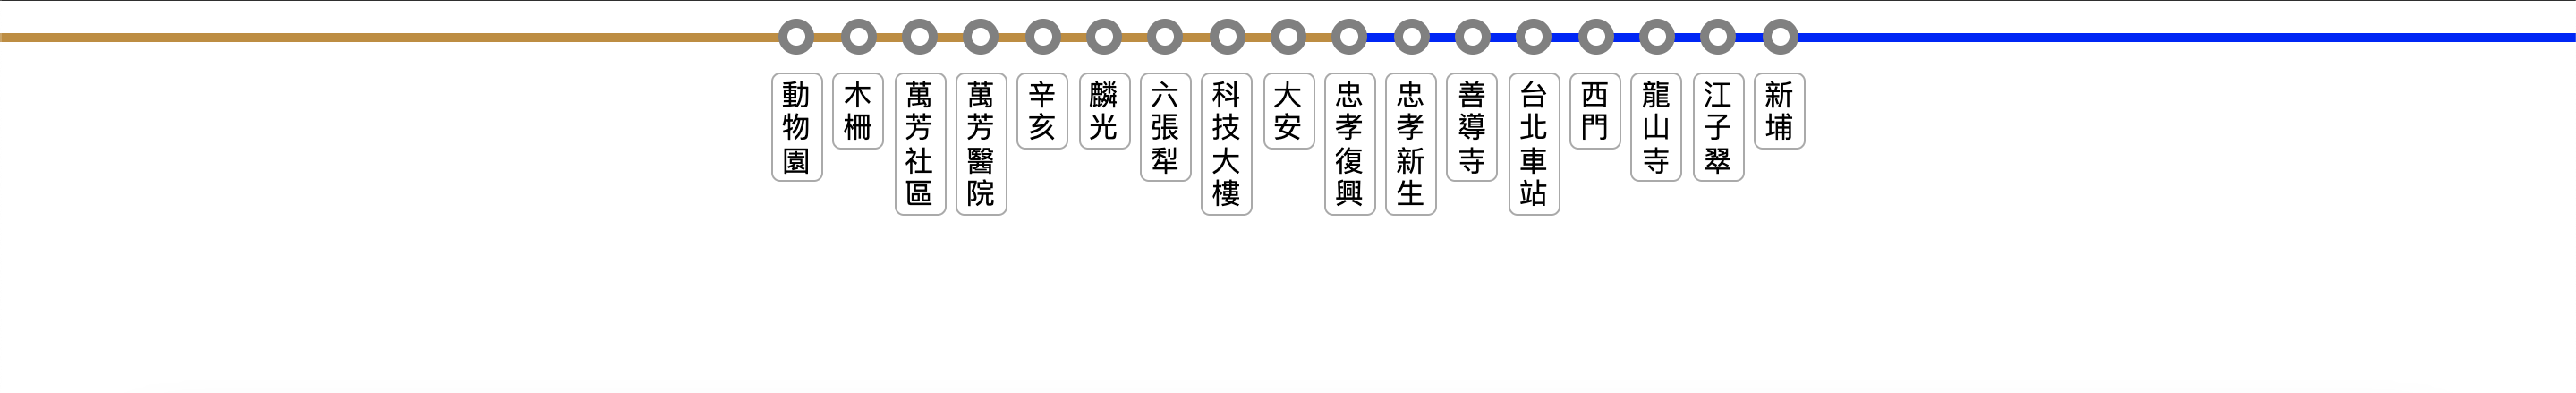 動物園
木柵
萬芳社區
萬芳醫院
辛亥
麟光
六張犁
科技大樓
大安
忠孝復興
忠孝新生
善導寺
台北車站
西門
龍山寺
江子翠
新埔